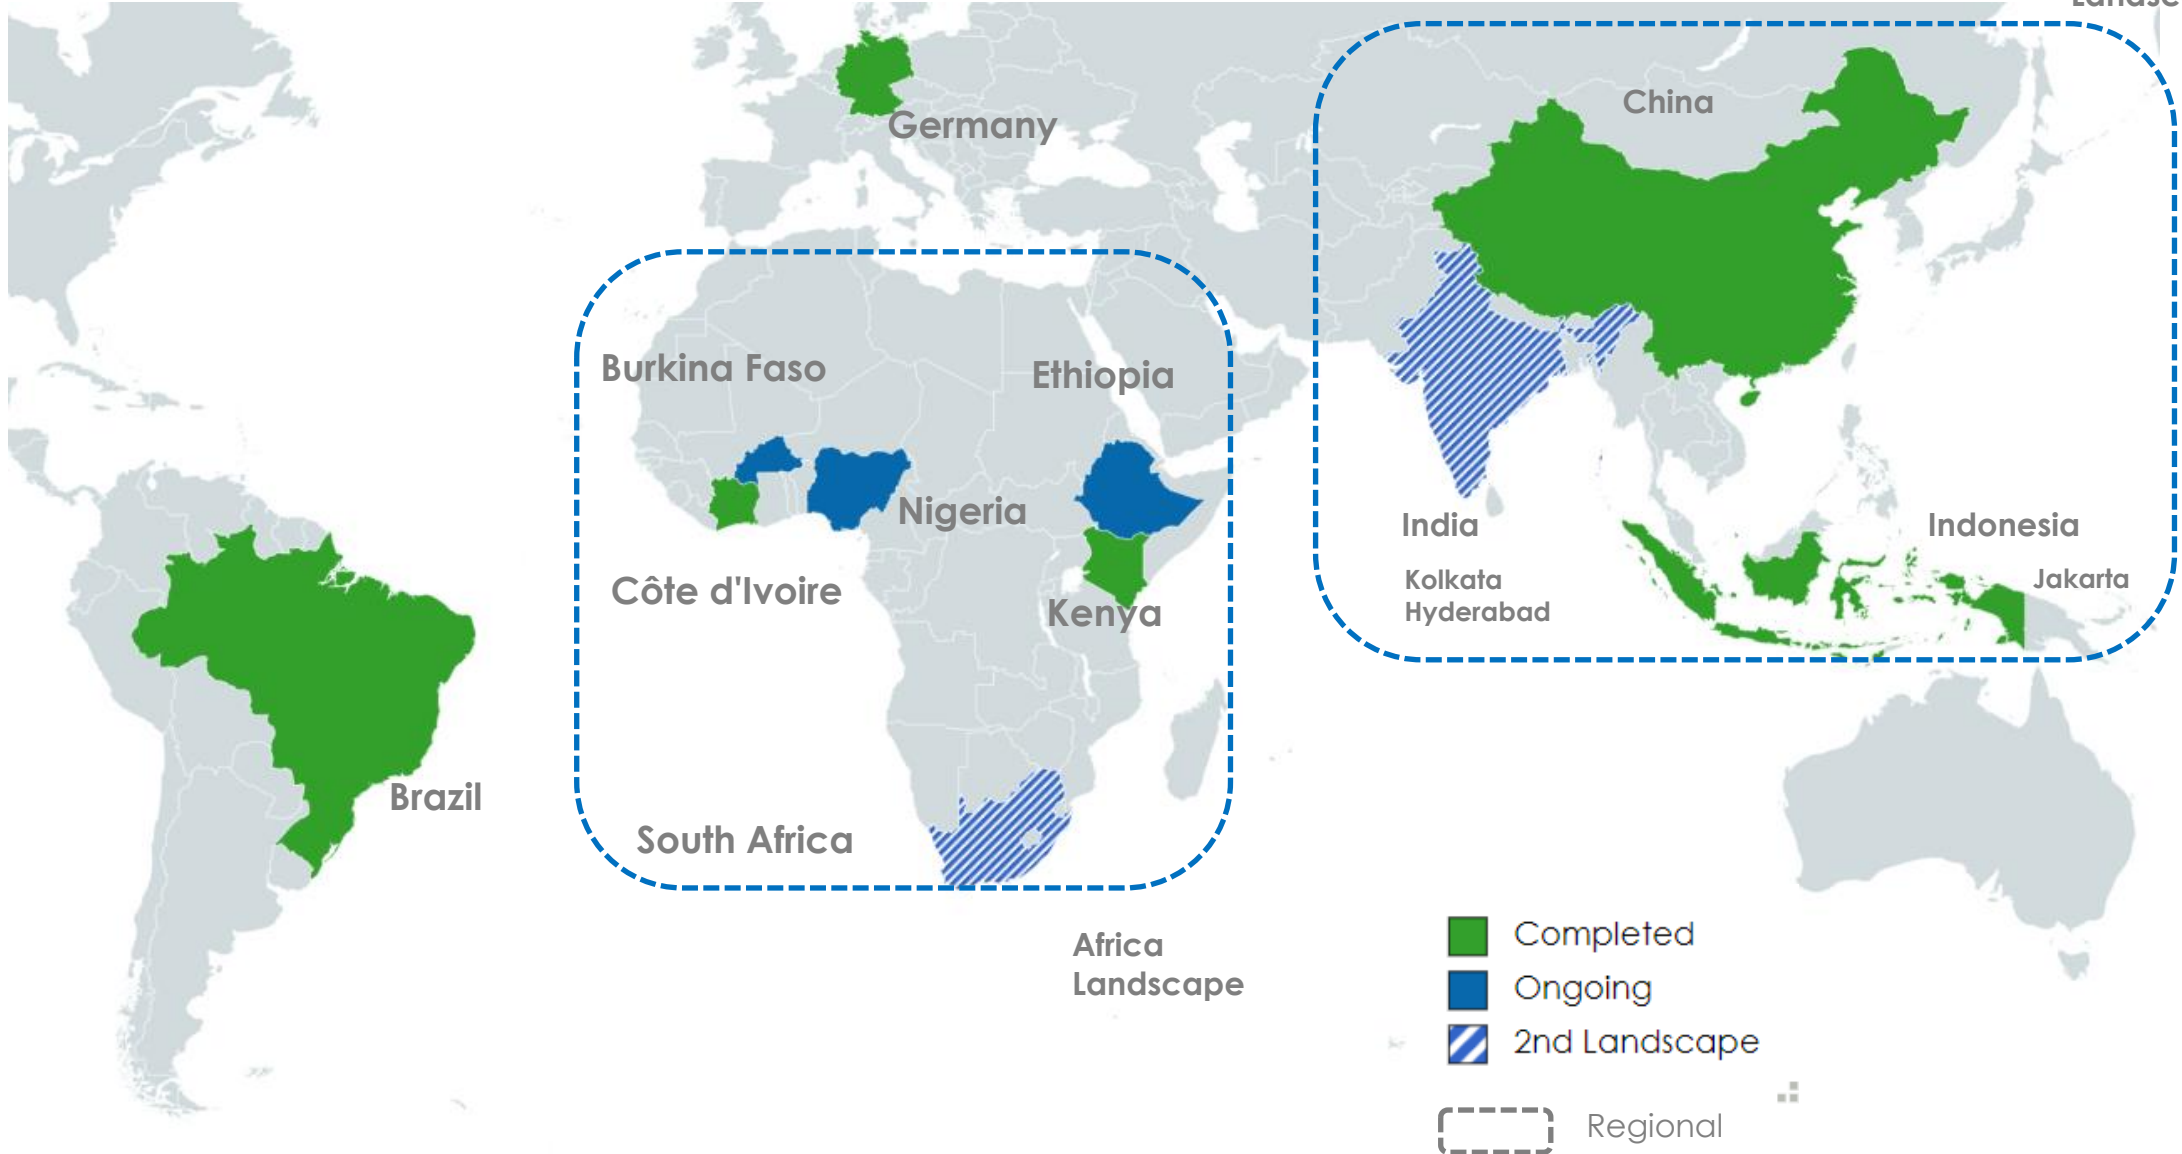 Germany
China
Burkina Faso
Ethiopia
Nigeria
India
Indonesia
Côte d'Ivoire
Kolkata
Hyderabad
Jakarta
Kenya
Brazil
South Africa
Africa
Landscape
Completed
Ongoing
2nd Landscape
Regional